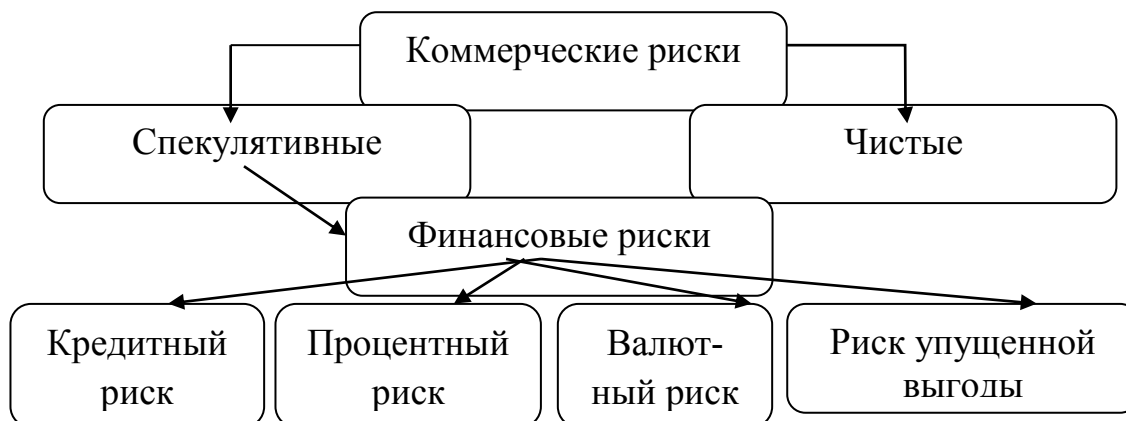 Коммерческие риски
Спекулятивные
Чистые
Финансовые риски
Кредитный
риск
Процентный
риск
Валют-
ный риск
Риск упущенной
выгоды